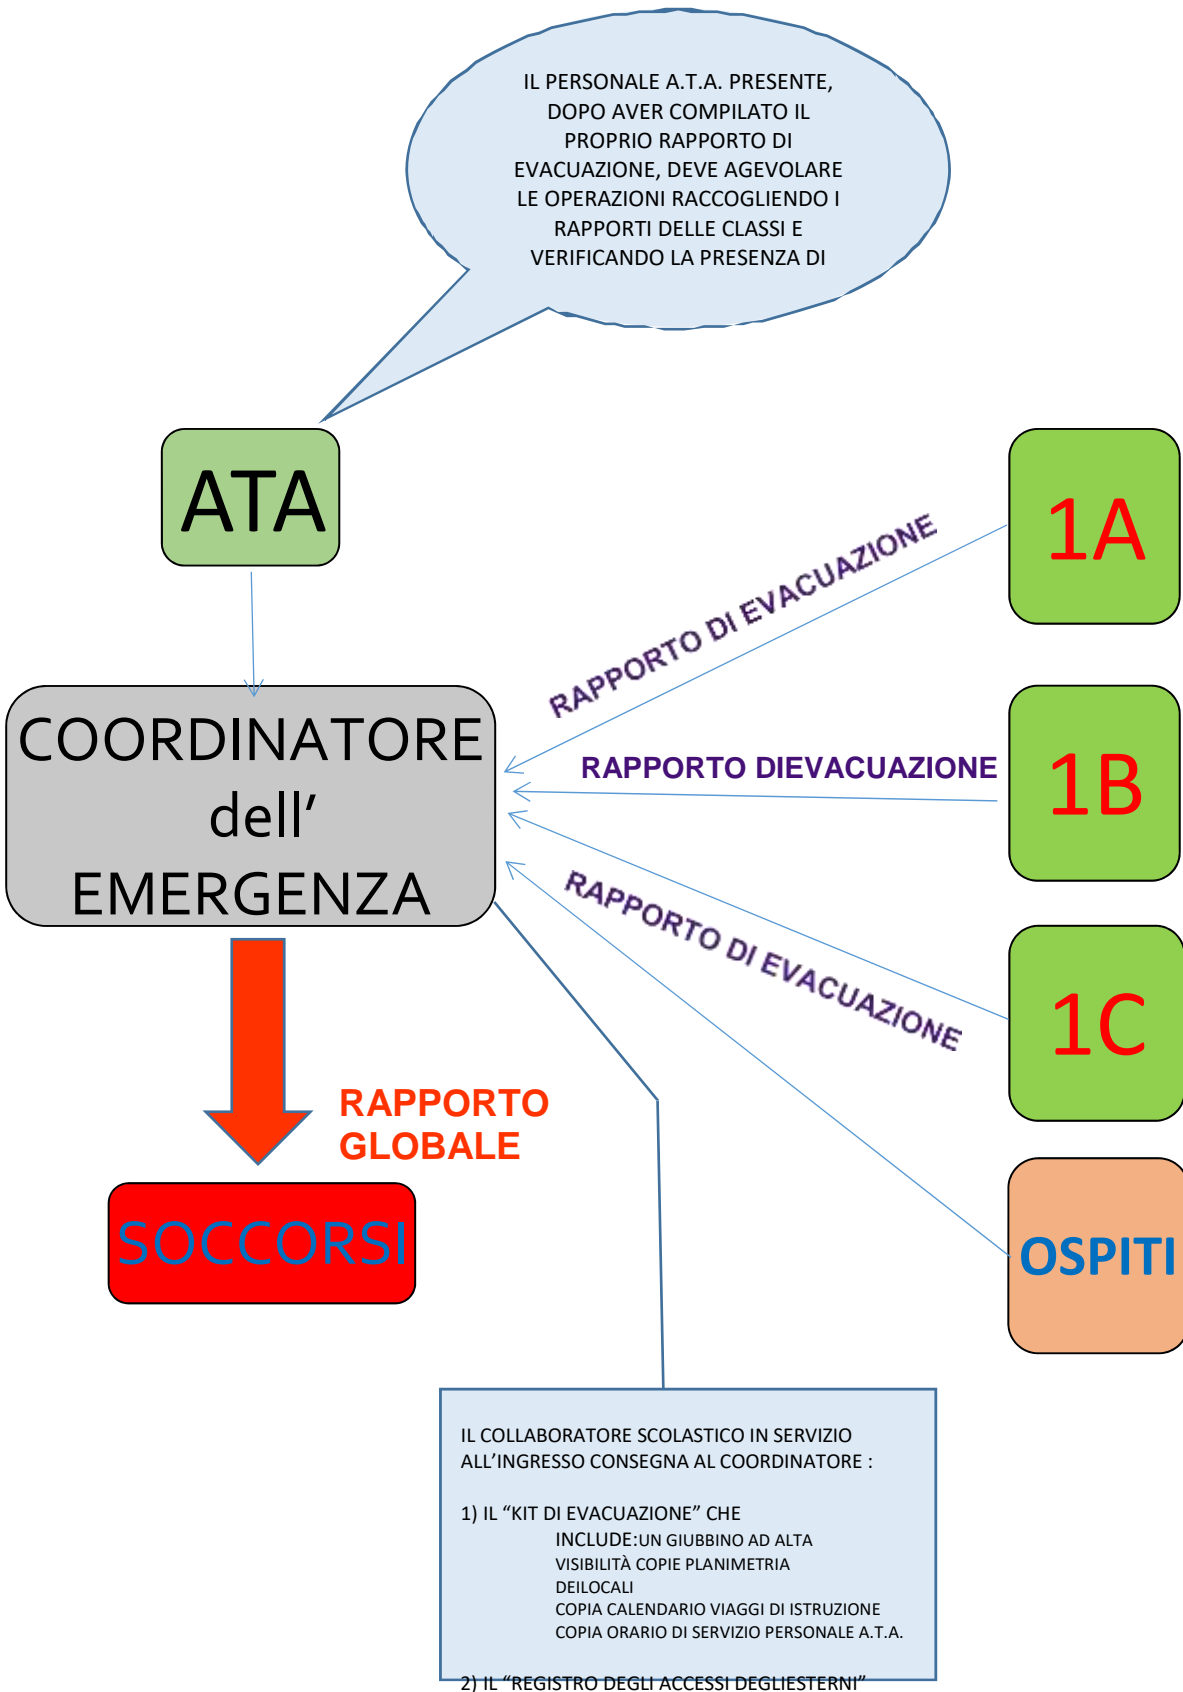 IL PERSONALE A.T.A. PRESENTE,
DOPO AVER COMPILATO IL
PROPRIO RAPPORTO DI
EVACUAZIONE, DEVE AGEVOLARE
LE OPERAZIONI RACCOGLIENDO I
RAPPORTI DELLE CLASSI E
VERIFICANDO LA PRESENZA DI
ATA
1A
RAPPORTO DI EVACUAZIONE
COORDINATORE
dell’
EMERGENZA
RAPPORTO DIEVACUAZIONE
1B
RAPPORTO DI EVACUAZIONE
1C
RAPPORTO
GLOBALE
SOCCORSI
OSPITI
IL COLLABORATORE SCOLASTICO IN SERVIZIO
ALL’INGRESSO CONSEGNA AL COORDINATORE :
1) IL “KIT DI EVACUAZIONE” CHE
INCLUDE:UN GIUBBINO AD ALTA
VISIBILITÀ COPIE PLANIMETRIA
DEILOCALI
COPIA CALENDARIO VIAGGI DI ISTRUZIONE
COPIA ORARIO DI SERVIZIO PERSONALE A.T.A.
2) IL “REGISTRO DEGLI ACCESSI DEGLIESTERNI”